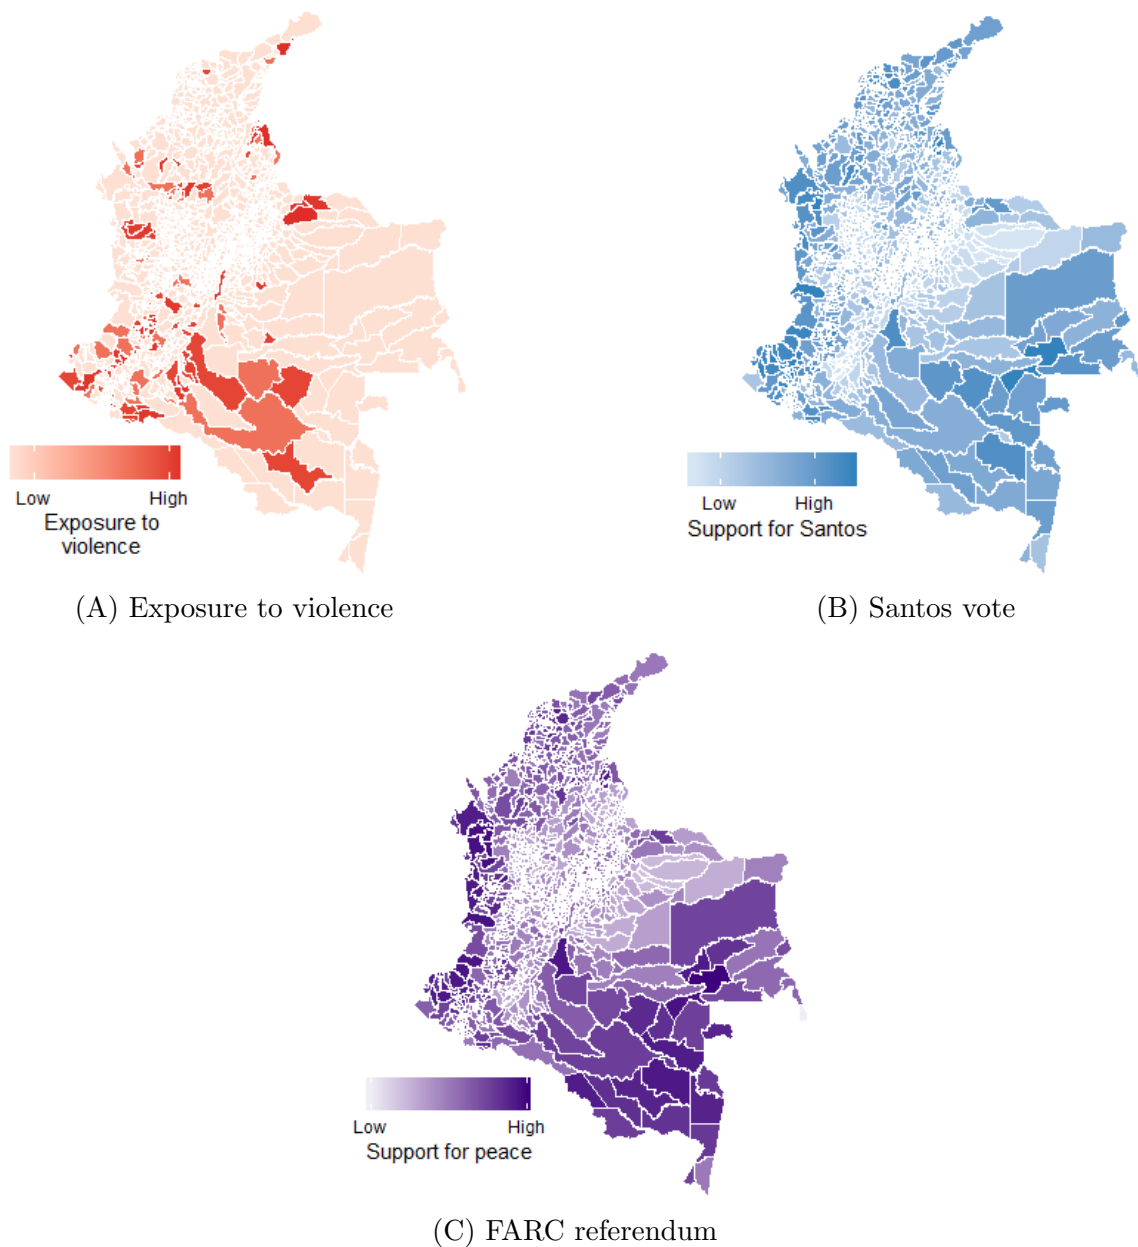 Low High
Exposure to
violence
Low High
Support for Santos
(A) Exposure to violence
(B) Santos vote
Low High
Support for peace
(C) FARC referendum